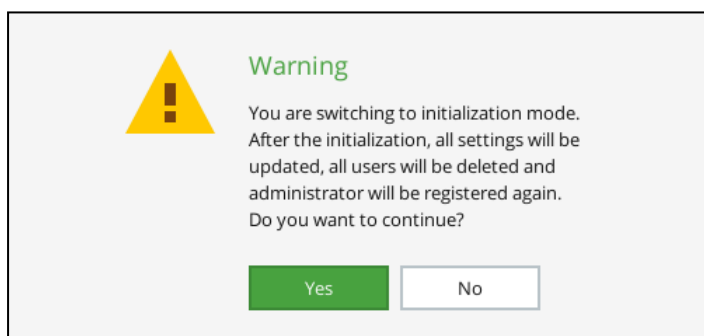 Warning
You are switching to initialization mode.
After the initialization, all settings will be
updated, all users will be deleted and
administrator will be registered again.
Do you want to continue?
Yes
No